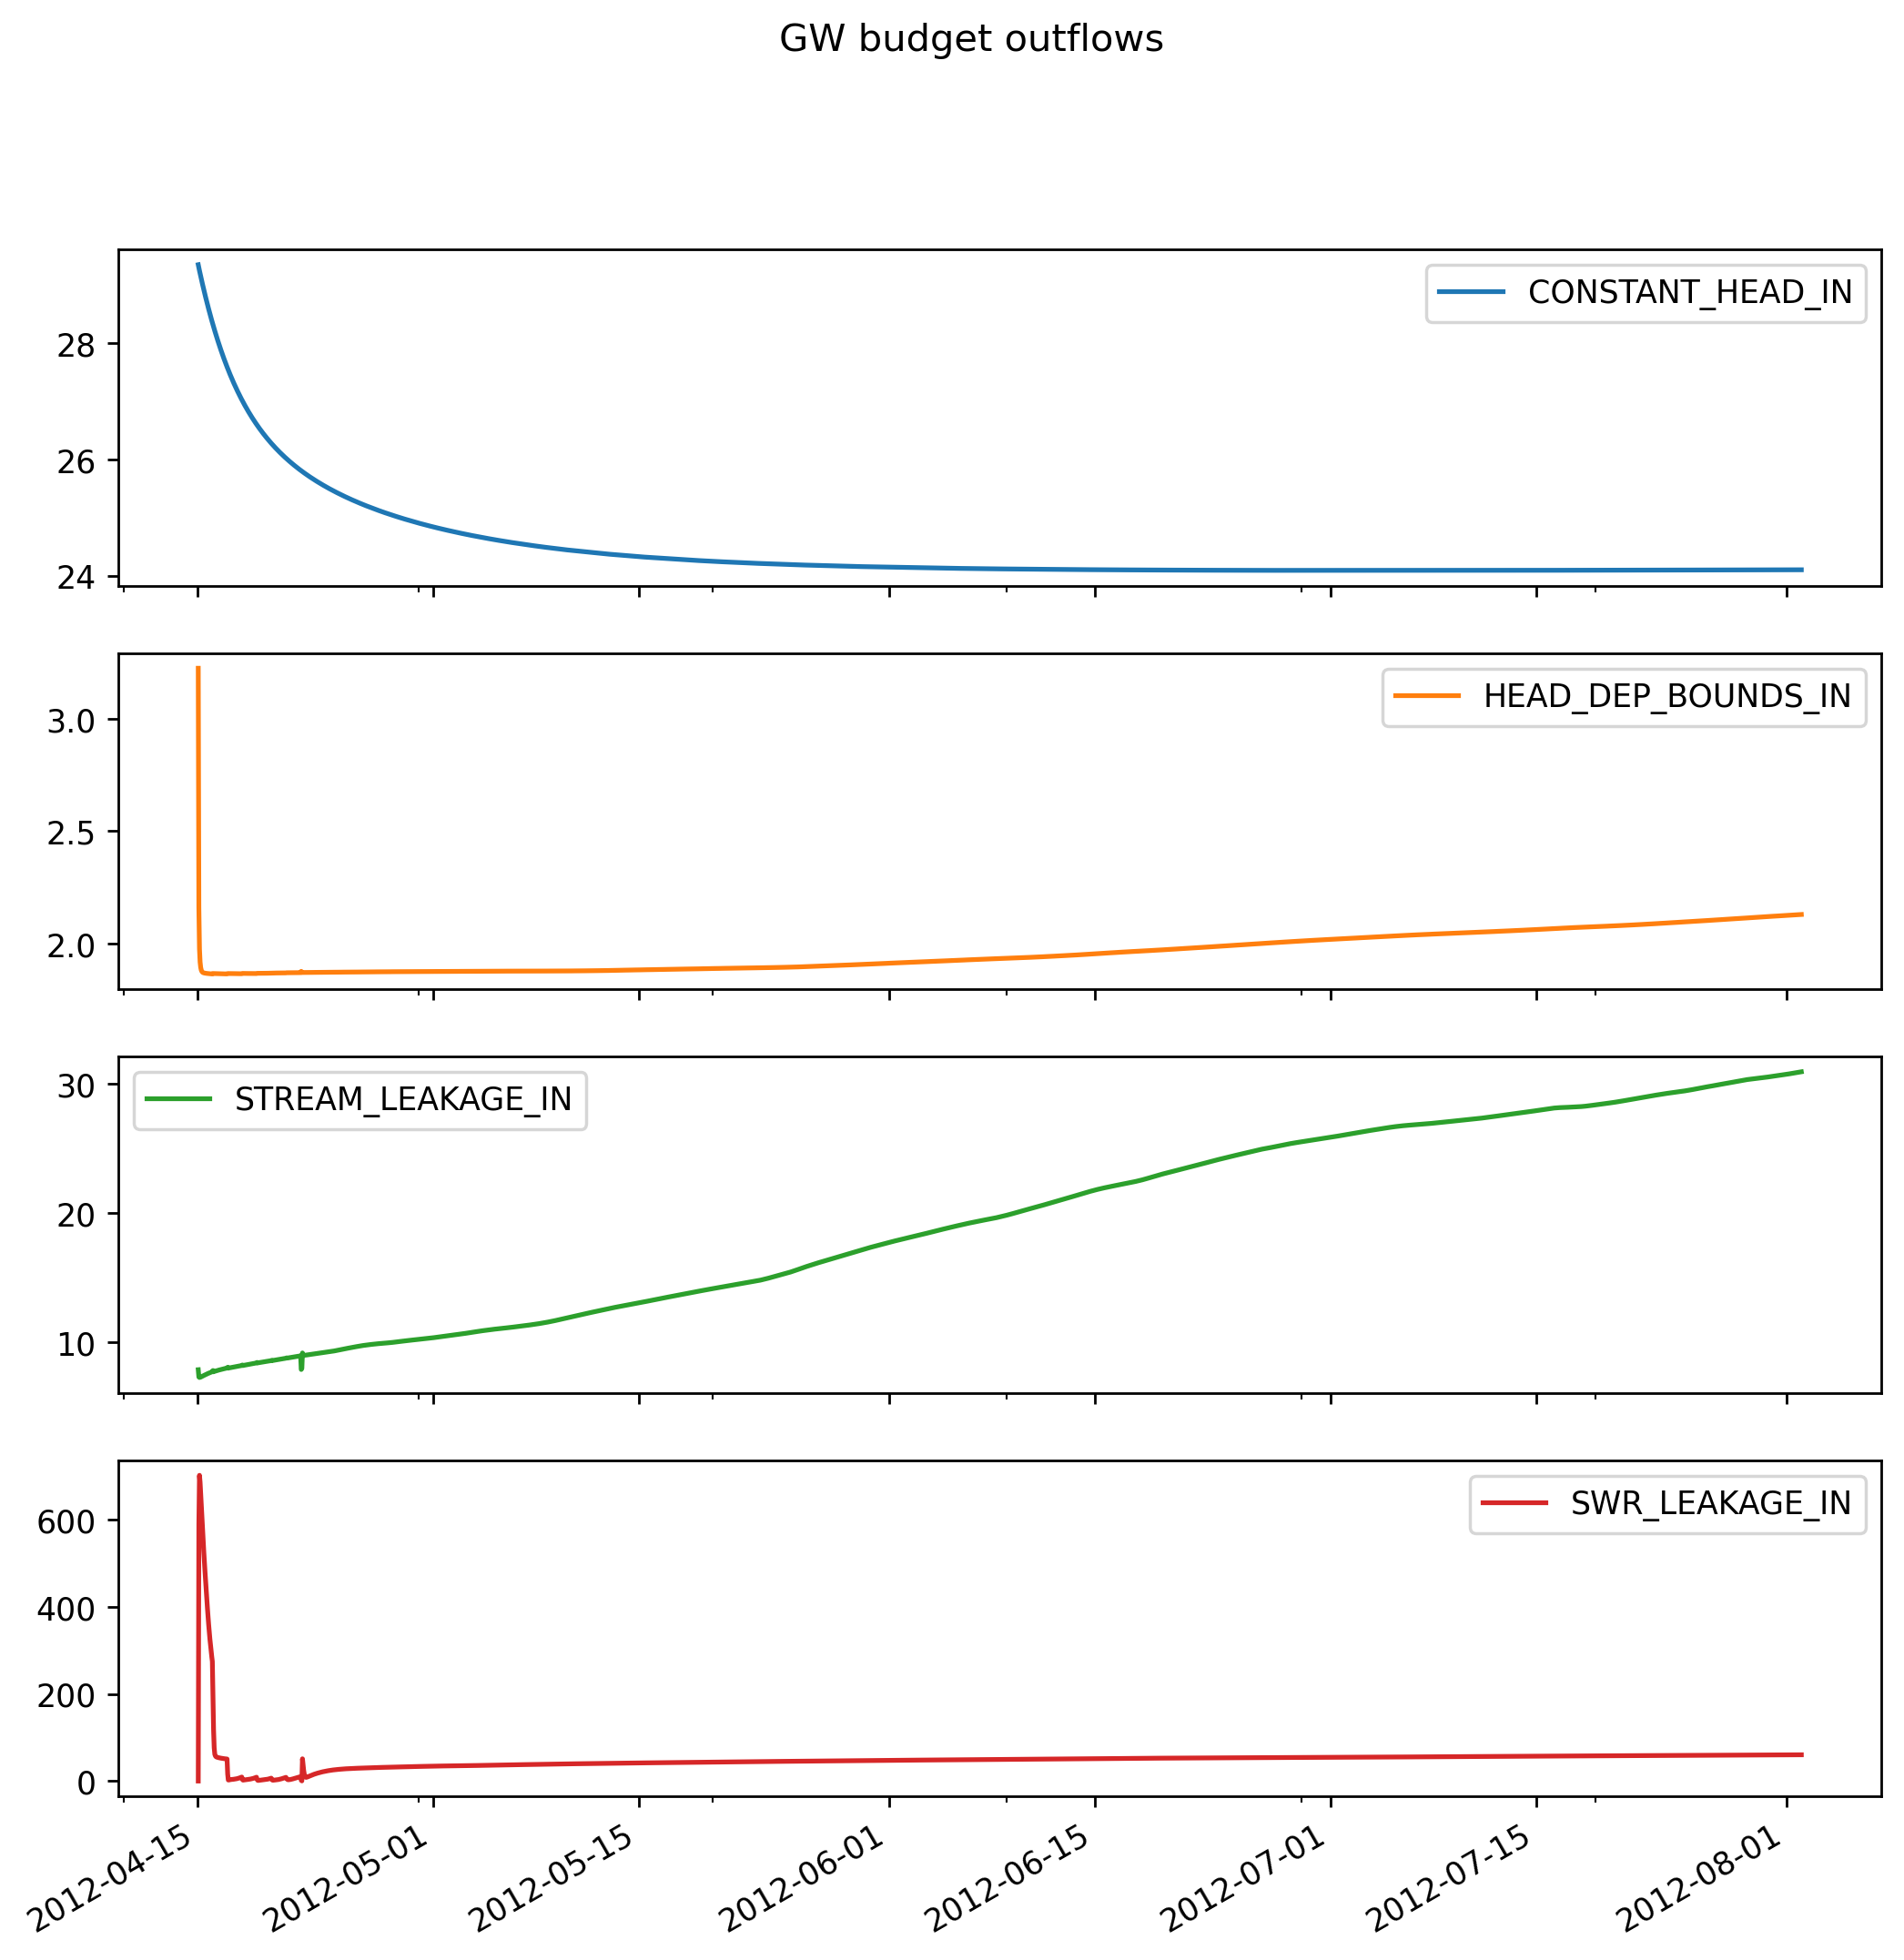 GW budget outflows
CONSTANT_HEAD_IN
28
26
24
HEAD_DEP_BOUNDS_IN
3.0
2.5
2.0
STREAM_LEAKAGE_IN
30
20
10
SWR_LEAKAGE_IN
600
400
200
0
2012-04-15 2012-05-01 2012-05-15 2012-06-01 2012-06-15 2012-07-01 2012-07-15 2012-08-01